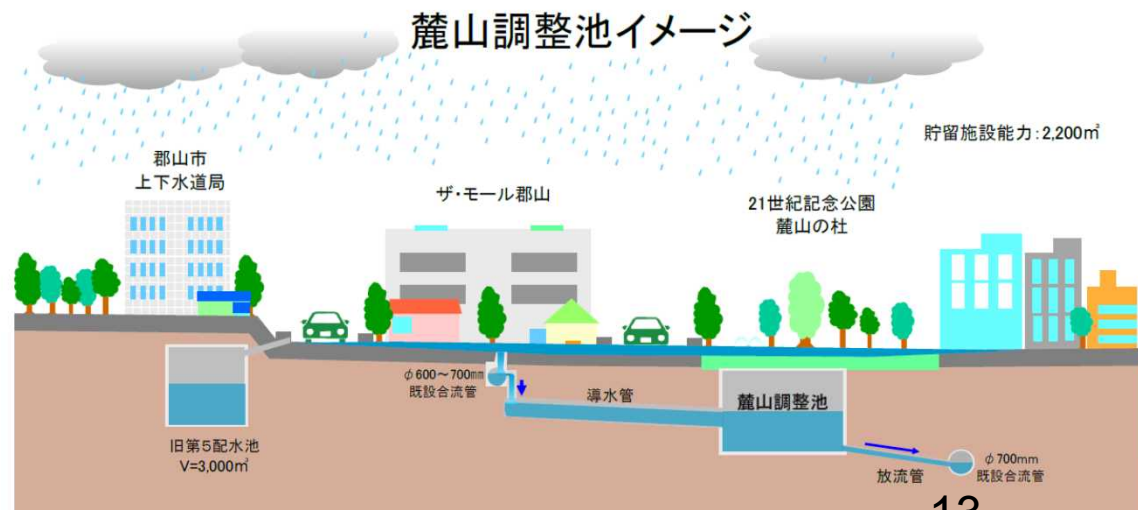 麓山調整池イメージ
貯留施設能力:2,200㎥
郡山市
上下水道局
ザ・モール郡山
21世紀記念公園
麓山の杜
φ600～700㎜
既設合流管
導水管
麓山調整池
旧第5配水池
V=3,000㎥
放流管
φ700mm
既設合流管
13